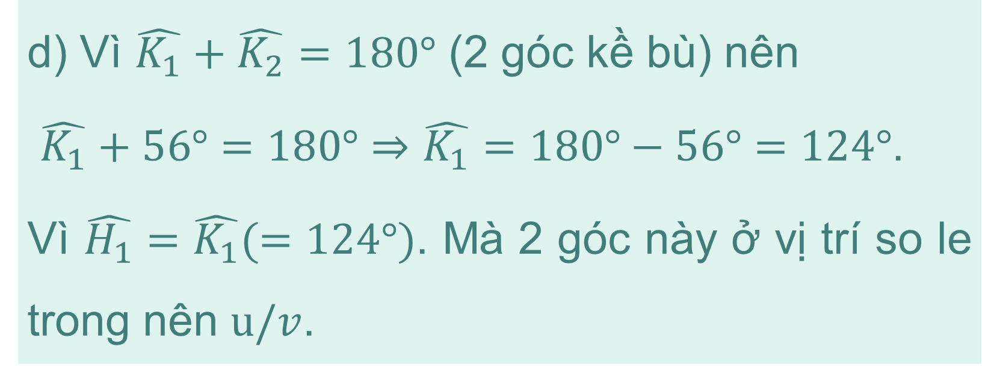 d) Vì $\widehat{K_1} + \widehat{K_2} = 180°$ (2 góc kề bù) nên
$\widehat{K_1} + 56° = 180° \Rightarrow \widehat{K_1} = 180° - 56° = 124°.$
Vì $\widehat{H_1} = \widehat{K_1}(= 124°)$. Mà 2 góc này ở vị trí so le
trong nên u/$v$.